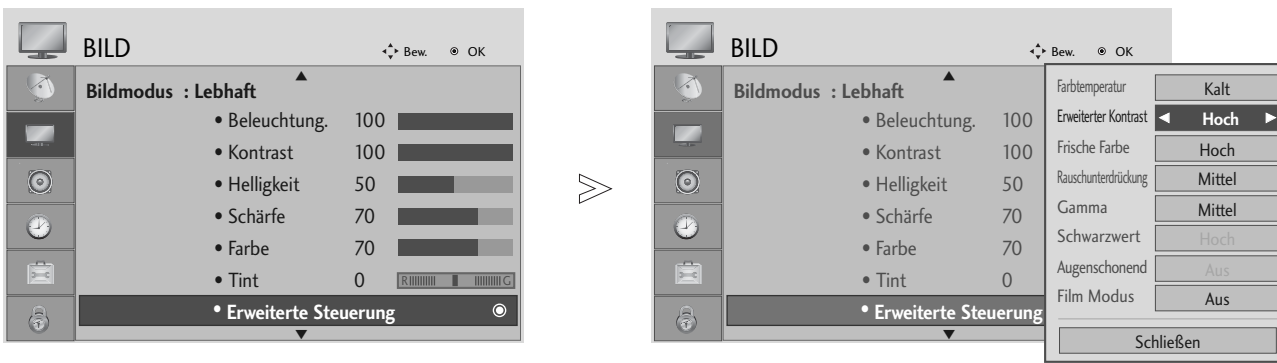 BILD
Bew. OK
Bildmodus : Lebhaft
• Beleuchtung. 100
• Kontrast 100
• Helligkeit 50
• Schärfe 70
• Farbe 70
• Tint 0 R G
• Erweiterte Steuerung
BILD
Bew. OK
Bildmodus : Lebhaft
• Beleuchtung. 100
• Kontrast 100
• Helligkeit 50
• Schärfe 70
• Farbe 70
• Tint 0
• Erweiterte Steuerung
Farbtemperatur Kalt
Erweiterter Kontrast Hoch
Frische Farbe Hoch
Rauschunterdrückung Mittel
Gamma Mittel
Schwarzwert Hoch
Augenschonend Aus
Film Modus Aus
Schließen